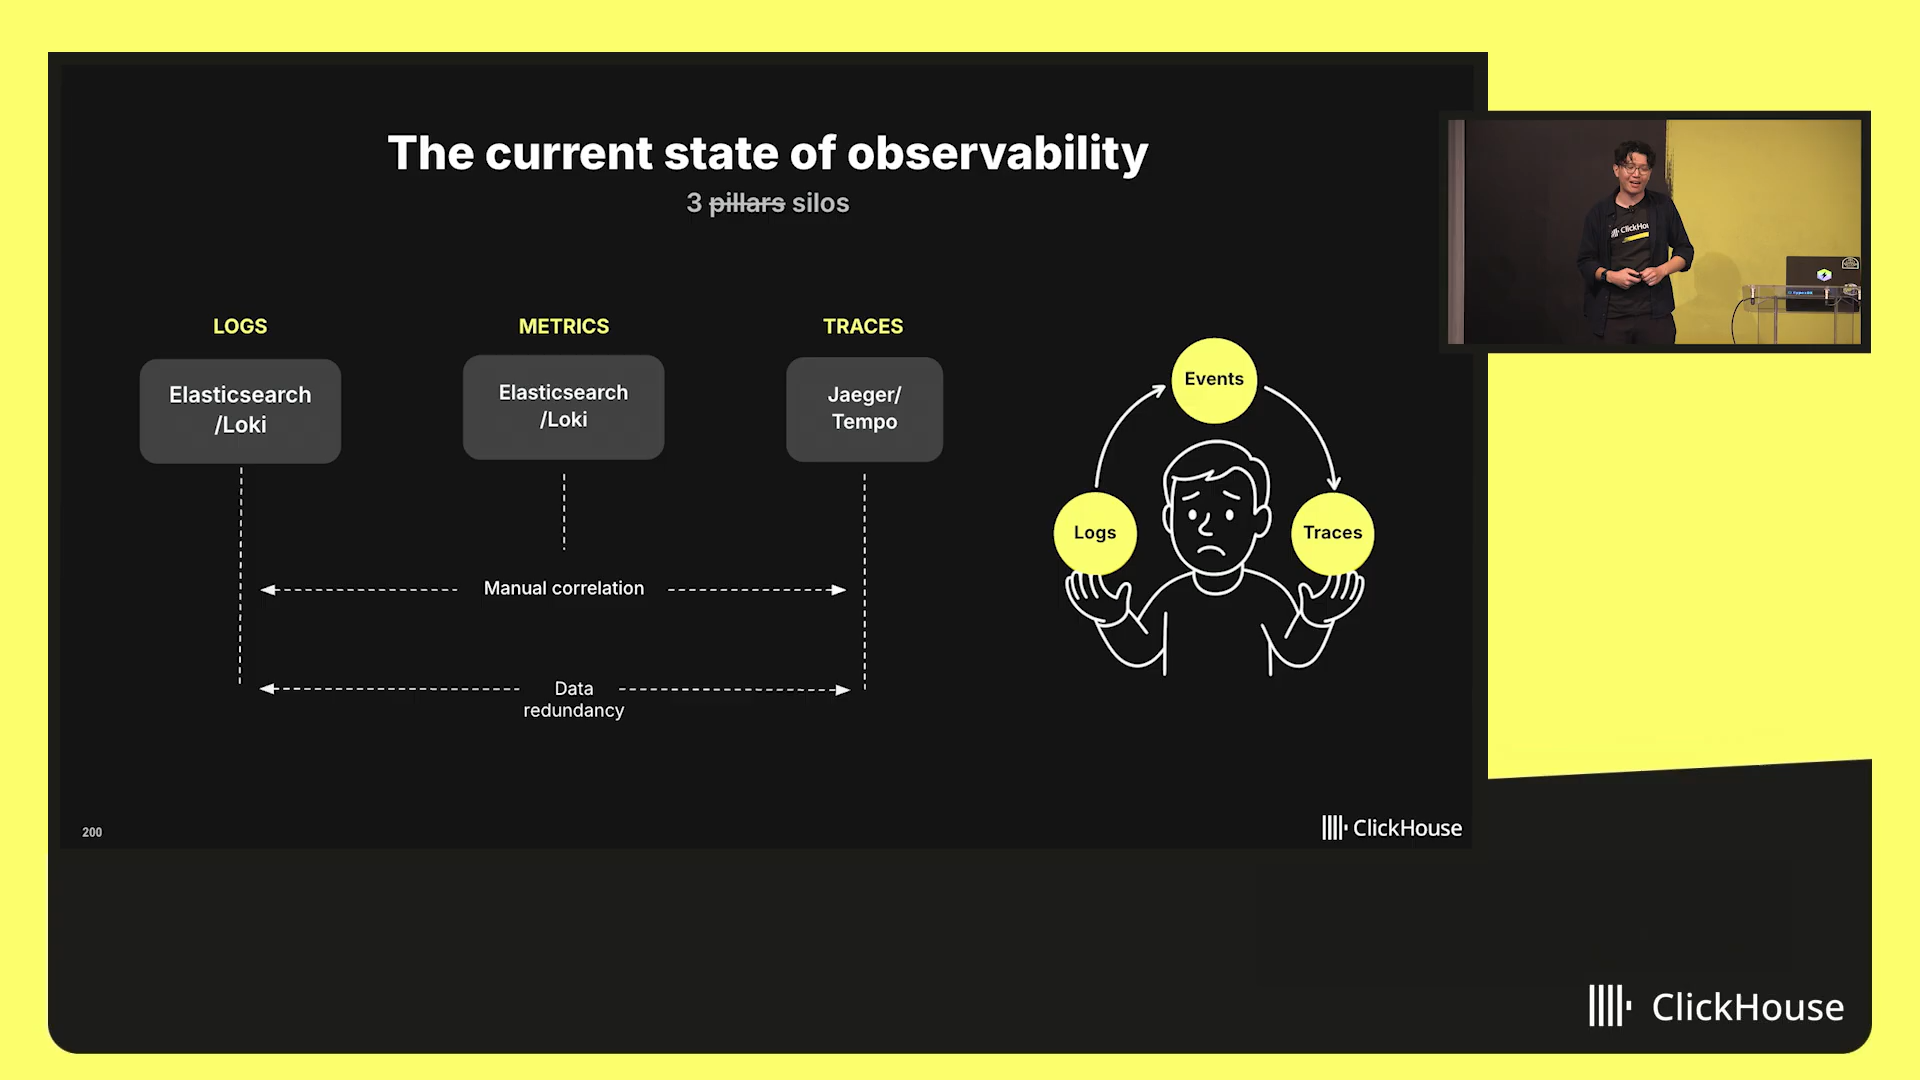 The current state of observability
3 pillars silos
LOGS
Elasticsearch
/Loki
METRICS
Elasticsearch
/Loki
TRACES
Jaeger/
Tempo
Manual correlation
Data
redundancy
Events
Logs
Traces
200
ClickHouse
ClickHou
ClickHouse